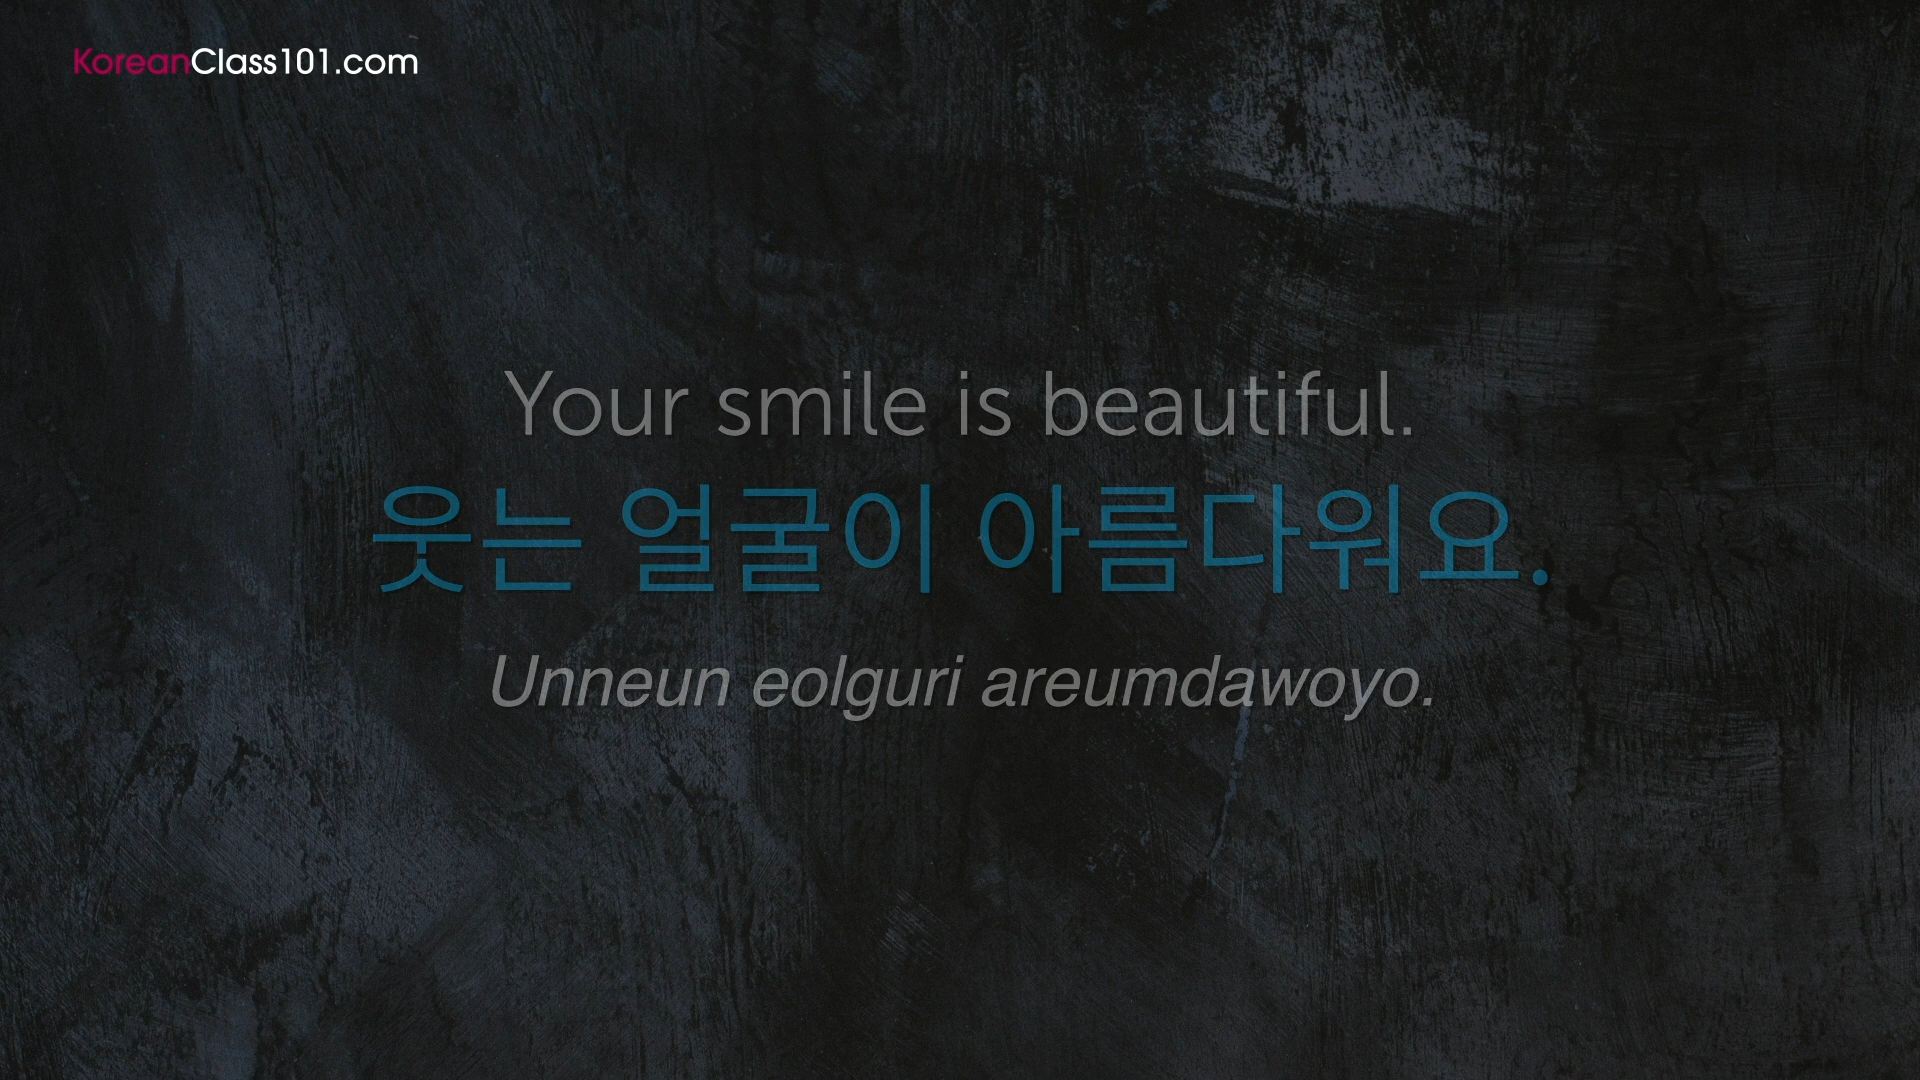 KoreanClass101.com
Your smile is beautiful.
웃는 얼굴이 아름다워요.
Unneun eolguri areumdawoyo.